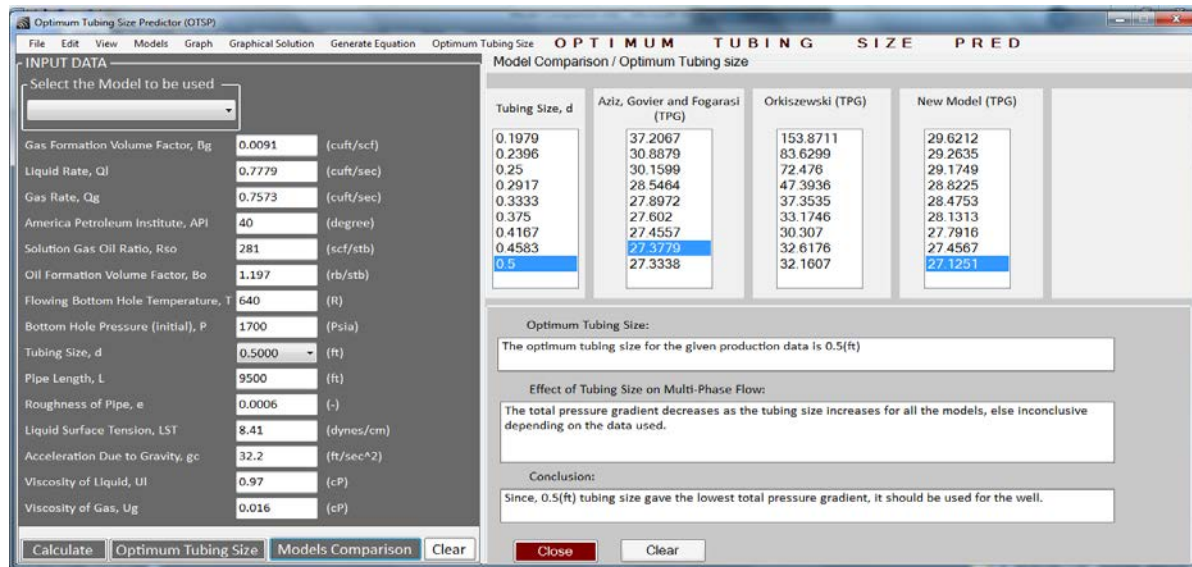 Optimum Tubing Size Predictor (OTSP)
File Edit View Models Graph Graphical Solution Generate Equation Optimum Tubing Size OPTIMUM TUBING SIZE PRED
INPUT DATA
Select the Model to be used
Gas Formation Volume Factor, Bg 0.0091 (cuft/scf)
Liquid Rate, Ql 0.7779 (cuft/sec)
Gas Rate, Qg 0.7573 (cuft/sec)
America Petroleum Institute, API 40 (degree)
Solution Gas Oil Ratio, Rso 281 (scf/stb)
Oil Formation Volume Factor, Bo 1.197 (rb/stb)
Flowing Bottom Hole Temperature, T 640 (R)
Bottom Hole Pressure (initial), P 1700 (Psia)
Tubing Size, d 0.5000 (ft)
Pipe Length, L 9500 (ft)
Roughness of Pipe, e 0.0006 (-)
Liquid Surface Tension, LST 8.41 (dynes/cm)
Acceleration Due to Gravity, gc 32.2 (ft/sec^2)
Viscosity of Liquid, Ul 0.97 (cP)
Viscosity of Gas, Ug 0.016 (cP)
Calculate Optimum Tubing Size Models Comparison Clear
Model Comparison / Optimum Tubing size
Tubing Size, d Aziz, Govier and Fogarasi Orkiszewski (TPG) New Model (TPG)
(TPG)
0.1979 37.2067 153.8711 29.6212
0.2396 30.8879 83.6299 29.2635
0.25 30.1599 72.476 29.1749
0.2917 28.5464 47.3936 28.8225
0.3333 27.8972 37.3535 28.4753
0.375 27.602 33.1746 28.1313
0.4167 27.4557 30.307 27.7916
0.4583 27.3779 32.6176 27.4567
0.5 27.3338 32.1607 27.1251
Optimum Tubing Size:
The optimum tubing size for the given production data is 0.5(ft)
Effect of Tubing Size on Multi-Phase Flow:
The total pressure gradient decreases as the tubing size increases for all the models, else inconclusive
depending on the data used.
Conclusion:
Since, 0.5(ft) tubing size gave the lowest total pressure gradient, it should be used for the well.
Close Clear